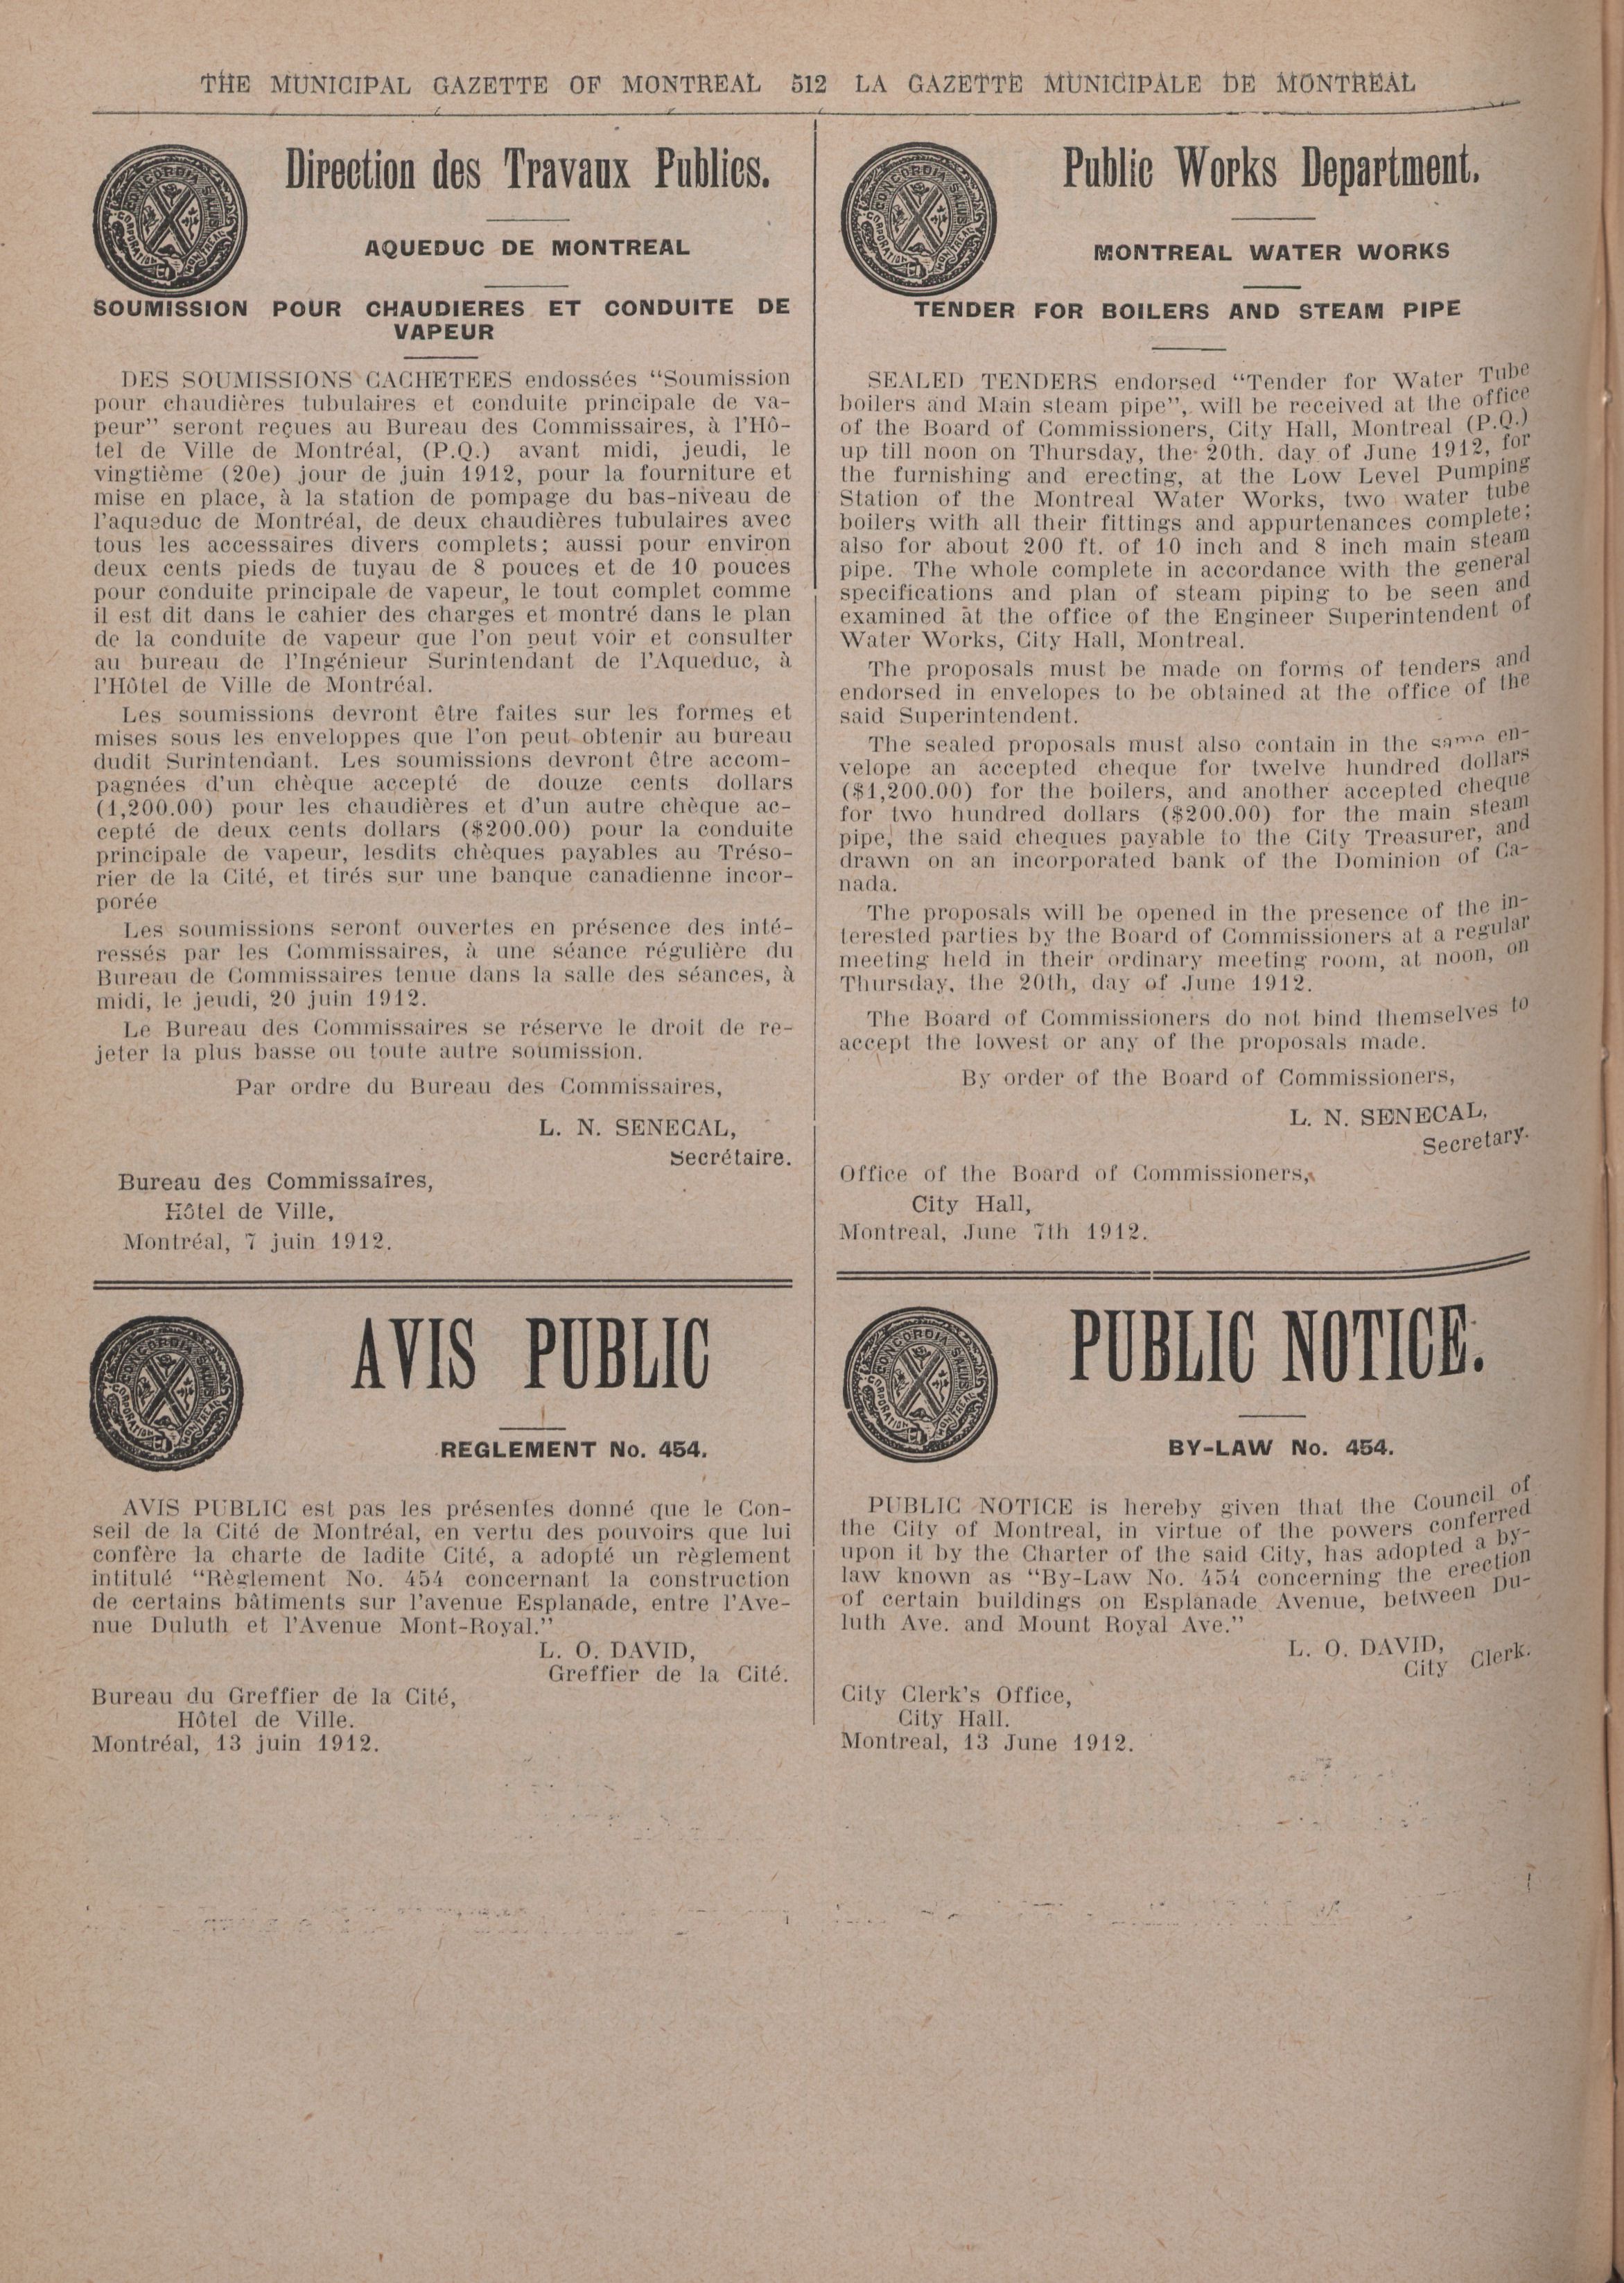 THE MUNICIPAL GAZETTE OF MONTREAL 512 LA GAZETTE MUNICIPALE DE MONTREAL
Direction des Travaux Publics.
AQUEDUC DE MONTREAL
SOUMISSION POUR CHAUDIERES ET CONDUITE DE
VAPEUR
DES SOUMISSIONS CACHETEES endossées “Soumission
pour chaudières tubulaires et conduite principale de va-
peur” seront reçues au Bureau des Commissaires, à l’Hô-
tel de Ville de Montréal, (P.Q.) avant midi, jeudi, le
vingtième (20e) jour de juin 1912, pour la fourniture et
mise en place, à la station de pompage du bas-niveau de
l’aqueduc de Montréal, de deux chaudières tubulaires avec
tous les accessaires divers complets; aussi pour environ
deux cents pieds de tuyau de 8 pouces et de 10 pouces
pour conduite principale de vapeur, le tout complet comme
il est dit dans le cahier des charges et montré dans le plan
de la conduite de vapeur que l’on peut voir et consulter
au bureau de l’Ingénieur Surintendant de l’Aqueduc, à
l’Hôtel de Ville de Montréal.
Les soumissions devront être faites sur les formes et
mises sous les enveloppes que l’on peut obtenir au bureau
dudit Surintendant. Les soumissions devront être accom-
pagnées d’un chèque accepté de douze cents dollars
(1,200.00) pour les chaudières et d’un autre chèque ac-
cepté de deux cents dollars ($200.00) pour la conduite
principale de vapeur, lesdits chèques payables au Tréso-
rier de la Cité, et tirés sur une banque canadienne incor-
porée
Les soumissions seront ouvertes en présence des inté-
ressés par les Commissaires, à une séance régulière du
Bureau de Commissaires tenue dans la salle des séances, à
midi, le jeudi, 20 juin 1912.
Le Bureau des Commissaires se réserve le droit de re-
jeter la plus basse ou toute autre soumission.
Par ordre du Bureau des Commissaires,
L. N. SENECAL,
Secrétaire.
Bureau des Commissaires,
Hôtel de Ville,
Montréal, 7 juin 1912.
AVIS PUBLIC
REGLEMENT No. 454.
AVIS PUBLIC est pas les présentes donné que le Con-
seil de la Cité de Montréal, en vertu des pouvoirs que lui
confère la charte de ladite Cité, a adopté un règlement
intitulé “Règlement No. 454 concernant la construction
de certains bâtiments sur l’avenue Esplanade, entre l’Ave-
nue Duluth et l’Avenue Mont-Royal.”
L. O. DAVID,
Greffier de la Cité.
Bureau du Greffier de la Cité,
Hôtel de Ville.
Montréal, 13 juin 1912.
Public Works Department.
MONTREAL WATER WORKS
TENDER FOR BOILERS AND STEAM PIPE
SEALED TENDERS endorsed “Tender for Water Tube
boilers and Main steam pipe”, will be received at the office
of the Board of Commissioners, City Hall, Montreal (P.Q.)
up till noon on Thursday, the 20th. day of June 1912, for
the furnishing and erecting, at the Low Level Pumping
Station of the Montreal Water Works, two water tube
boilers with all their fittings and appurtenances complete;
also for about 200 ft. of 10 inch and 8 inch main steam
pipe. The whole complete in accordance with the general
specifications and plan of steam piping to be seen and
examined at the office of the Engineer Superintendent of
Water Works, City Hall, Montreal.
The proposals must be made on forms of tenders and
endorsed in envelopes to be obtained at the office of the
said Superintendent.
The sealed proposals must also contain in the same en-
velope an accepted cheque for twelve hundred dollars
($1,200.00) for the boilers, and another accepted cheque
for two hundred dollars ($200.00) for the main steam
pipe, the said cheques payable to the City Treasurer, and
drawn on an incorporated bank of the Dominion of Ca-
nada.
The proposals will be opened in the presence of the in-
terested parties by the Board of Commissioners at a regular
meeting held in their ordinary meeting room, at noon, on
Thursday, the 20th, day of June 1912.
The Board of Commissioners do not bind themselves to
accept the lowest or any of the proposals made.
By order of the Board of Commissioners,
L. N. SENECAL,
Secretary.
Office of the Board of Commissioners,
City Hall,
Montreal, June 7th 1912.
PUBLIC NOTICE.
BY-LAW No. 454.
PUBLIC NOTICE is hereby given that the Council of
the City of Montreal, in virtue of the powers conferred
upon it by the Charter of the said City, has adopted a by-
law known as “By-Law No. 454 concerning the erection
of certain buildings on Esplanade Avenue, between Du-
luth Ave. and Mount Royal Ave.”
L. O. DAVID,
City Clerk.
City Clerk’s Office,
City Hall.
Montreal, 13 June 1912.